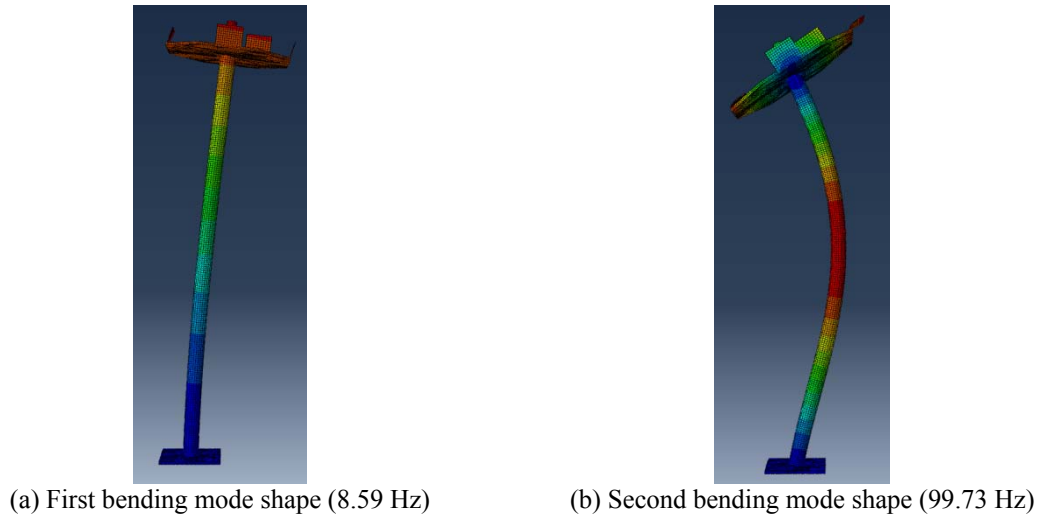 (a) First bending mode shape (8.59 Hz)
(b) Second bending mode shape (99.73 Hz)